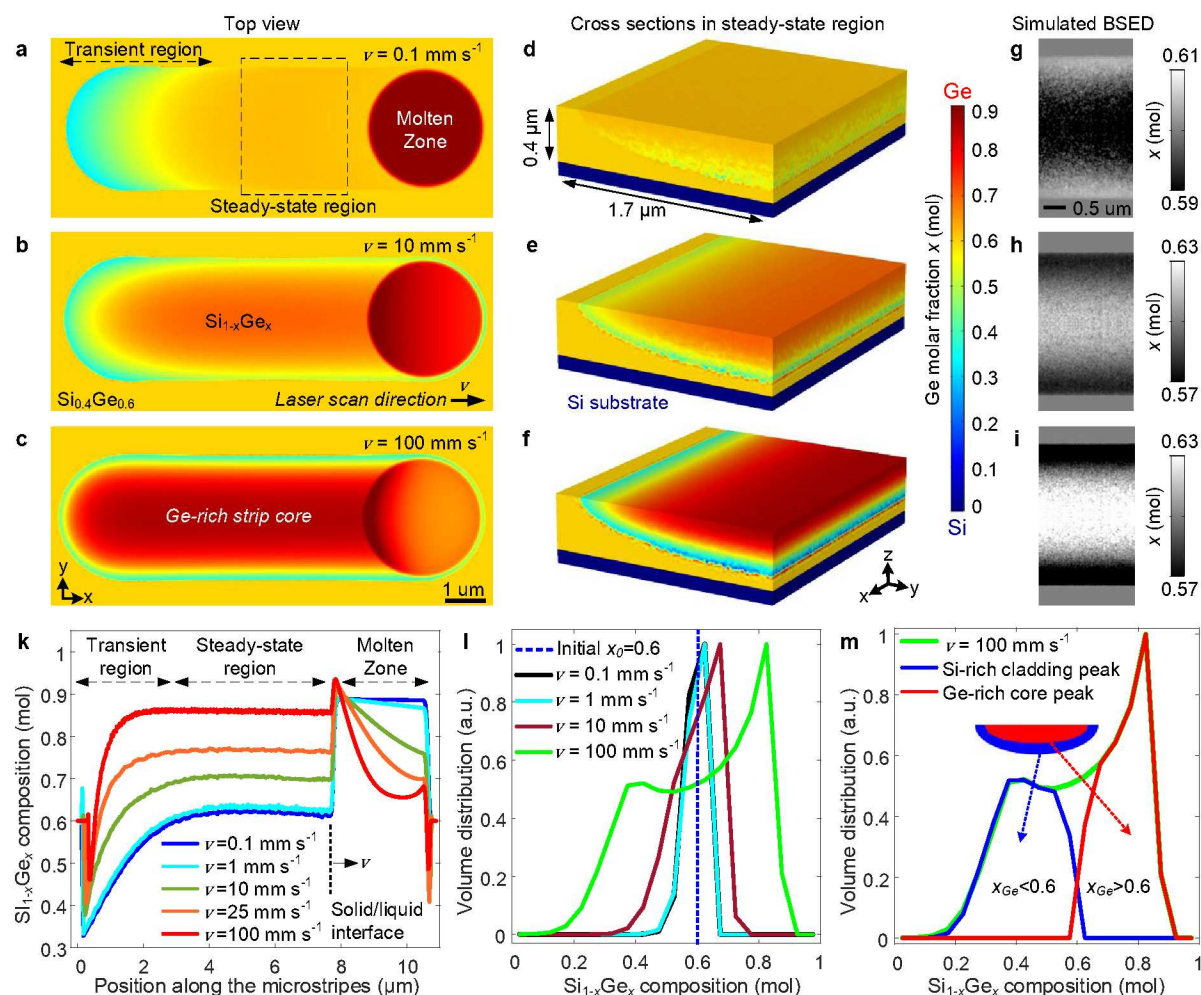 Top view
Cross sections in steady-state region
Simulated BSED
a
Transient region
v = 0.1 mm s⁻¹
Molten
Zone
Steady-state region
b
v = 10 mm s⁻¹
Si₁₋ₓGeₓ
v
Si₀.₄Ge₀.₆
Laser scan direction
c
v = 100 mm s⁻¹
Ge-rich strip core
y
x
1 um
d
0.4 µm
1.7 µm
e
Si substrate
f
z
x
y
Ge
0.9
0.8
0.7
0.6
0.5
0.4
0.3
0.2
0.1
0
Si
Ge molar fraction x (mol)
g
0.5 um
0.61
x (mol)
0.59
h
0.63
x (mol)
0.57
i
0.63
x (mol)
0.57
k
Transient
region
Steady-state
region
Molten
Zone
v=0.1 mm s⁻¹
v=1 mm s⁻¹
v=10 mm s⁻¹
v=25 mm s⁻¹
v=100 mm s⁻¹
v
Solid/liquid
interface
1
0.9
0.8
0.7
0.6
0.5
0.4
0.3
Si₁₋ₓGeₓ composition (mol)
0 2 4 6 8 10
Position along the microstripes (µm)
l
Initial x₀=0.6
v = 0.1 mm s⁻¹
v = 1 mm s⁻¹
v = 10 mm s⁻¹
v = 100 mm s⁻¹
1
0.8
0.6
0.4
0.2
0
Volume distribution (a.u.)
0 0.2 0.4 0.6 0.8 1
Si₁₋ₓGeₓ composition (mol)
m
v = 100 mm s⁻¹
Si-rich cladding peak
Ge-rich core peak
x_Ge<0.6
x_Ge>0.6
1
0.8
0.6
0.4
0.2
0
Volume distribution (a.u.)
0 0.2 0.4 0.6 0.8 1
Si₁₋ₓGeₓ composition (mol)